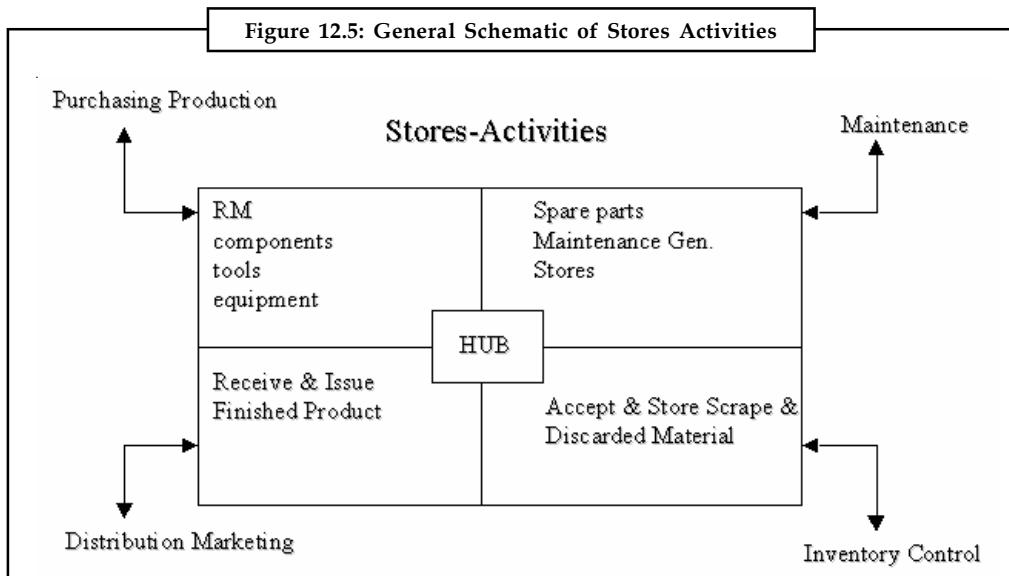 Figure 12.5: General Schematic of Stores Activities
Purchasing Production
Stores-Activities
Maintenance
RM
components
tools
equipment
Spare parts
Maintenance Gen.
Stores
HUB
Receive & Issue
Finished Product
Accept & Store Scrape &
Discarded Material
Distribution Marketing
Inventory Control